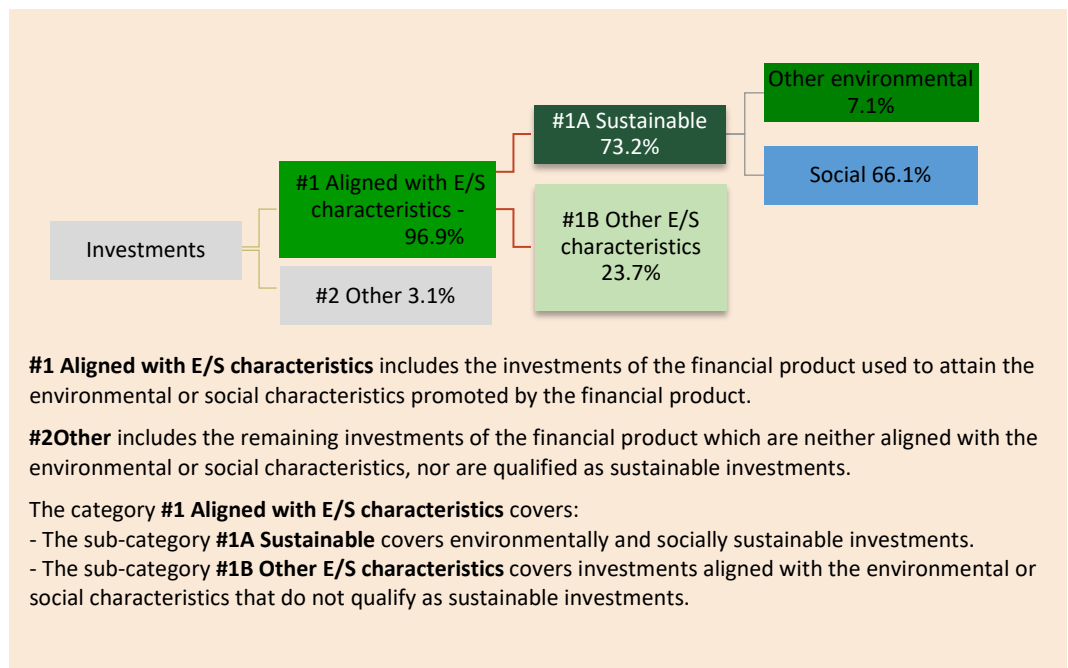 Investments
#1 Aligned with E/S
characteristics -
96.9%
#2 Other 3.1%
#1A Sustainable
73.2%
#1B Other E/S
characteristics
23.7%
Other environmental
7.1%
Social 66.1%
#1 Aligned with E/S characteristics includes the investments of the financial product used to attain the
environmental or social characteristics promoted by the financial product.
#2Other includes the remaining investments of the financial product which are neither aligned with the
environmental or social characteristics, nor are qualified as sustainable investments.
The category #1 Aligned with E/S characteristics covers:
- The sub-category #1A Sustainable covers environmentally and socially sustainable investments.
- The sub-category #1B Other E/S characteristics covers investments aligned with the environmental or
social characteristics that do not qualify as sustainable investments.